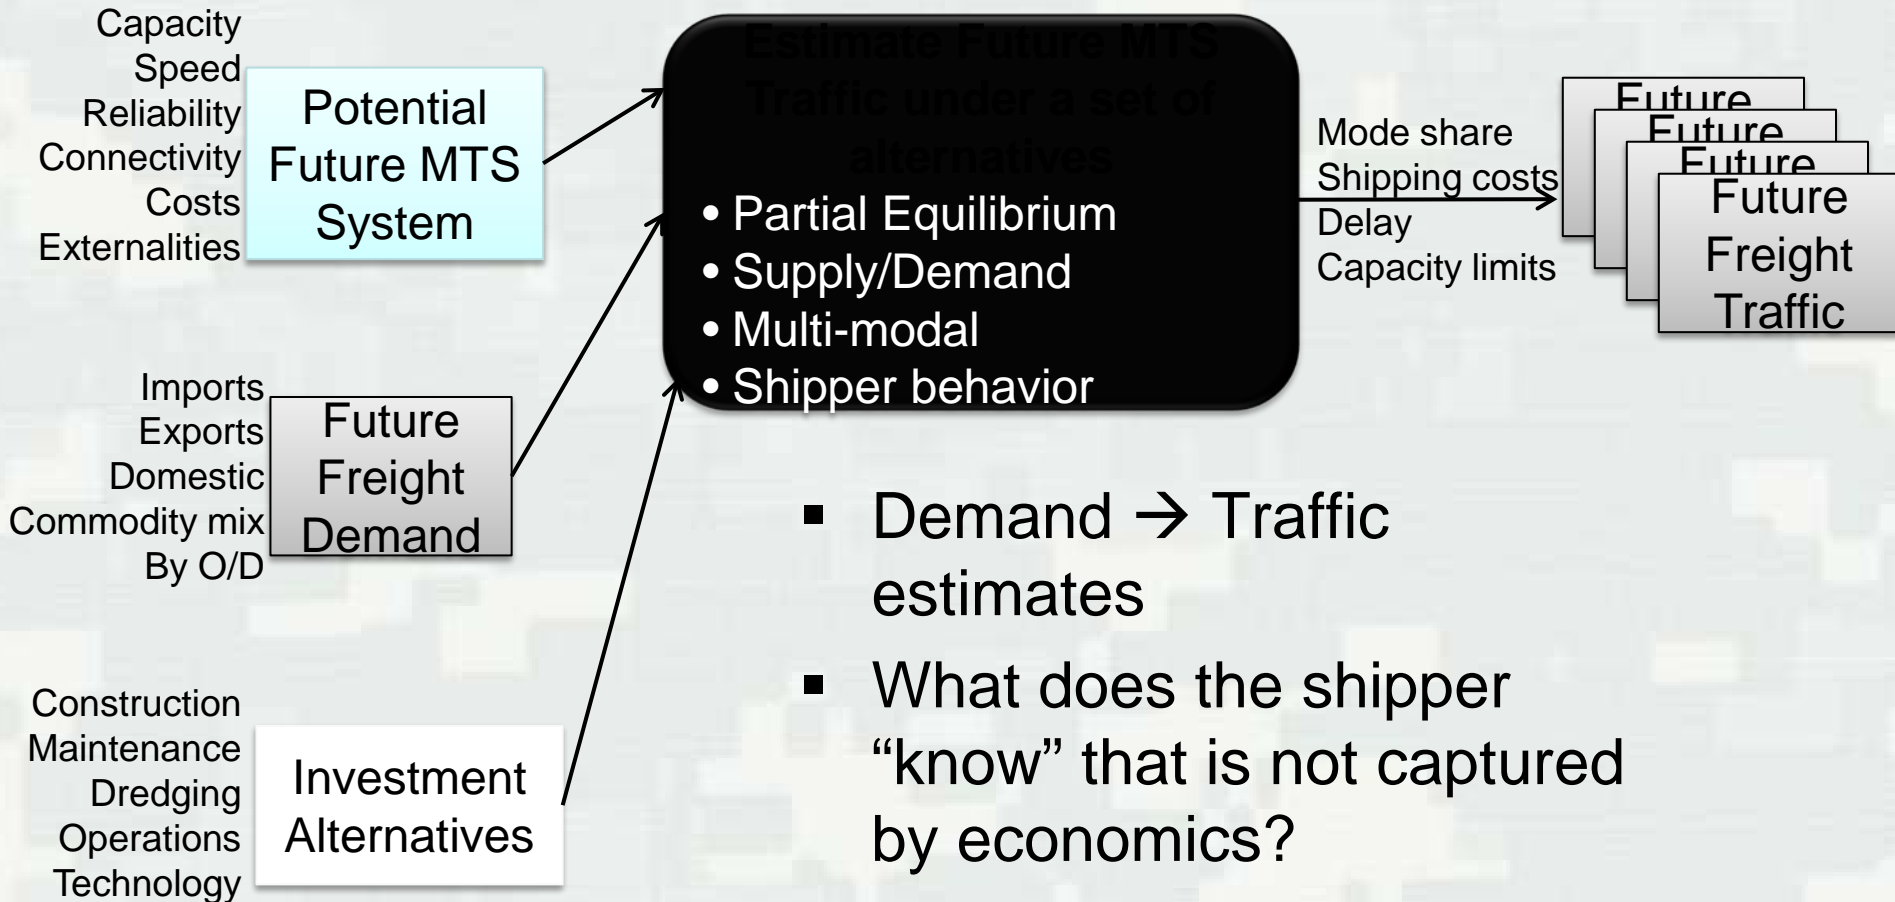 Capacity
Speed
Reliability
Connectivity
Costs
Externalities
Potential
Future MTS
System
Imports
Exports
Domestic
Commodity mix
By O/D
Future
Freight
Demand
Construction
Maintenance
Dredging
Operations
Technology
Investment
Alternatives
Estimate Future MTS
Traffic under a set of
alternatives
• Partial Equilibrium
• Supply/Demand
• Multi-modal
• Shipper behavior
Mode share
Shipping costs
Delay
Capacity limits
Future
Future
Future
Future
Freight
Traffic
▪ Demand → Traffic
estimates
▪ What does the shipper
“know” that is not captured
by economics?